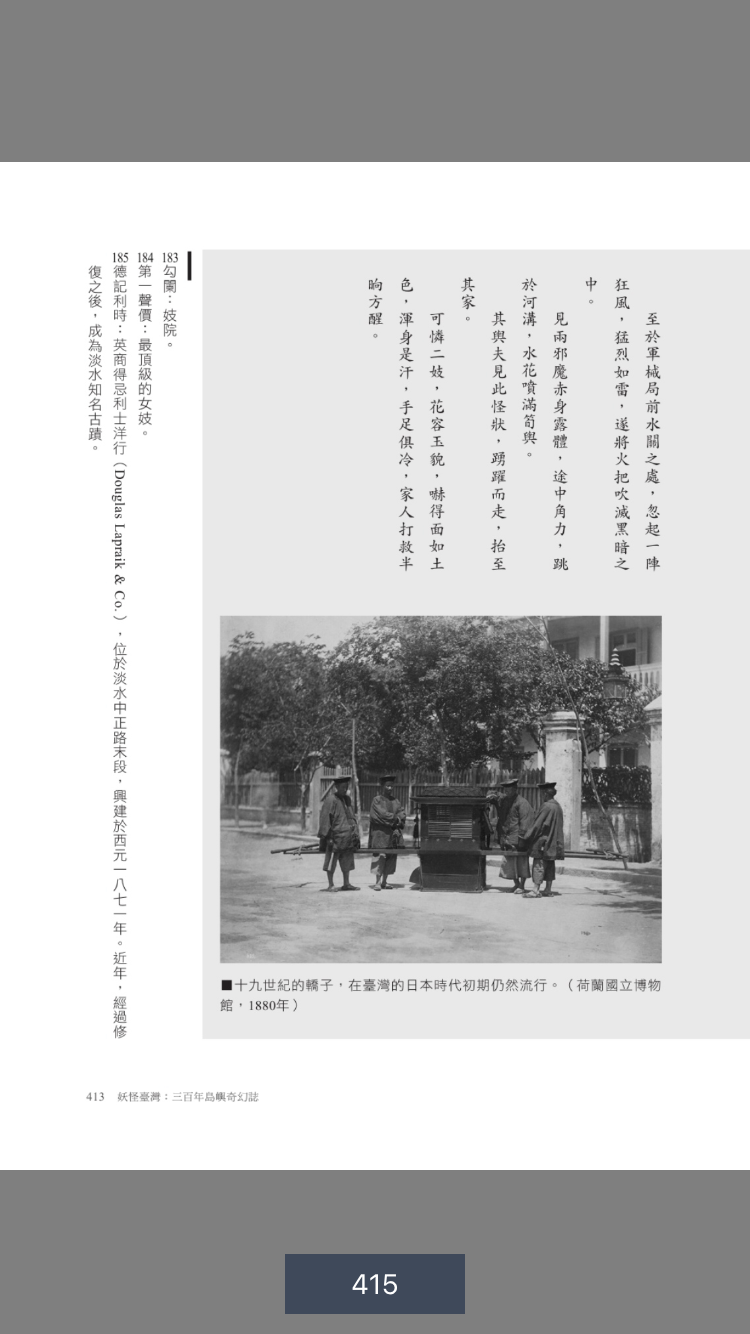 至於軍械局前水關之處，忽起一陣
狂風，猛烈如雷，遂將火把吹滅黑暗之
中。
見兩邪魔赤身露體，途中角力，跳
於河溝，水花噴滿筍輿。
其輿夫見此怪狀，踴躍而走，抬至
其家。
可憐二妓，花容玉貌，嚇得面如土
色，渾身是汗，手足俱冷，家人打救半
晌方醒。
■十九世紀的轎子，在臺灣的日本時代初期仍然流行。（荷蘭國立博物
館，1880年）
183 勾闌：妓院。
184 第一聲價：最頂級的女妓。
185 德記利時：英商得忌利士洋行（Douglas Lapraik & Co.），位於淡水中正路末段，興建於西元一八七一年。近年，經過修
復之後，成為淡水知名古蹟。
413 妖怪臺灣：三百年島嶼奇幻誌
415